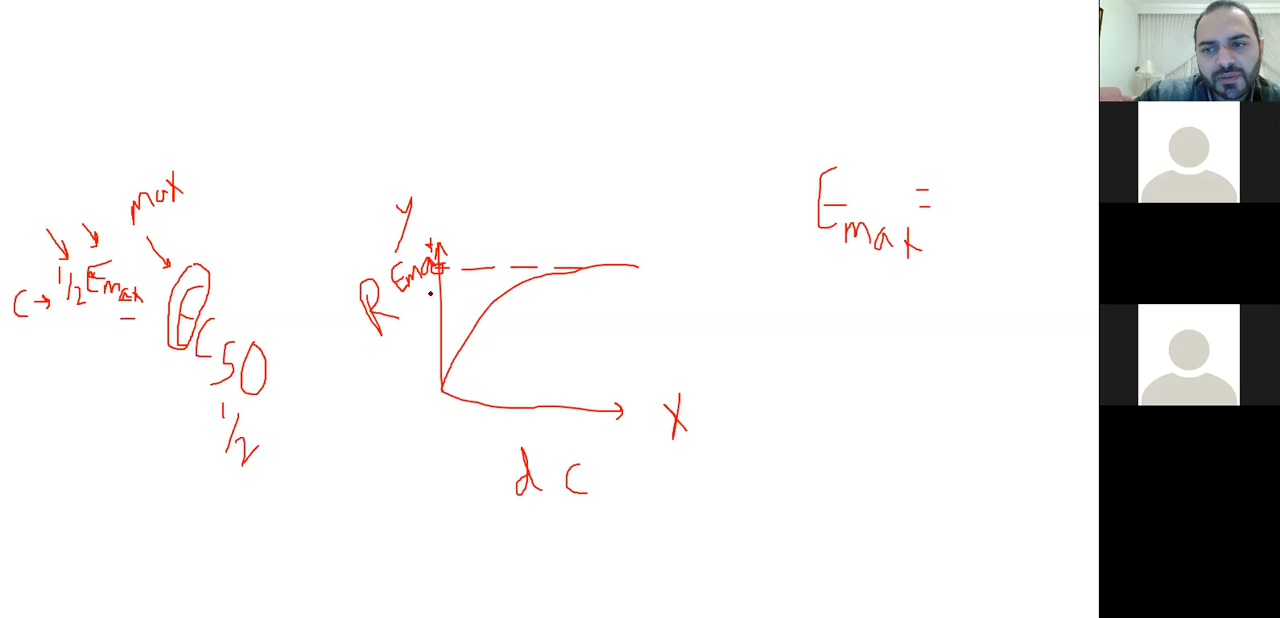 max
C → 1/2 Emax
EC50
1/2
Y
Emax
R
X
d C
Emax =